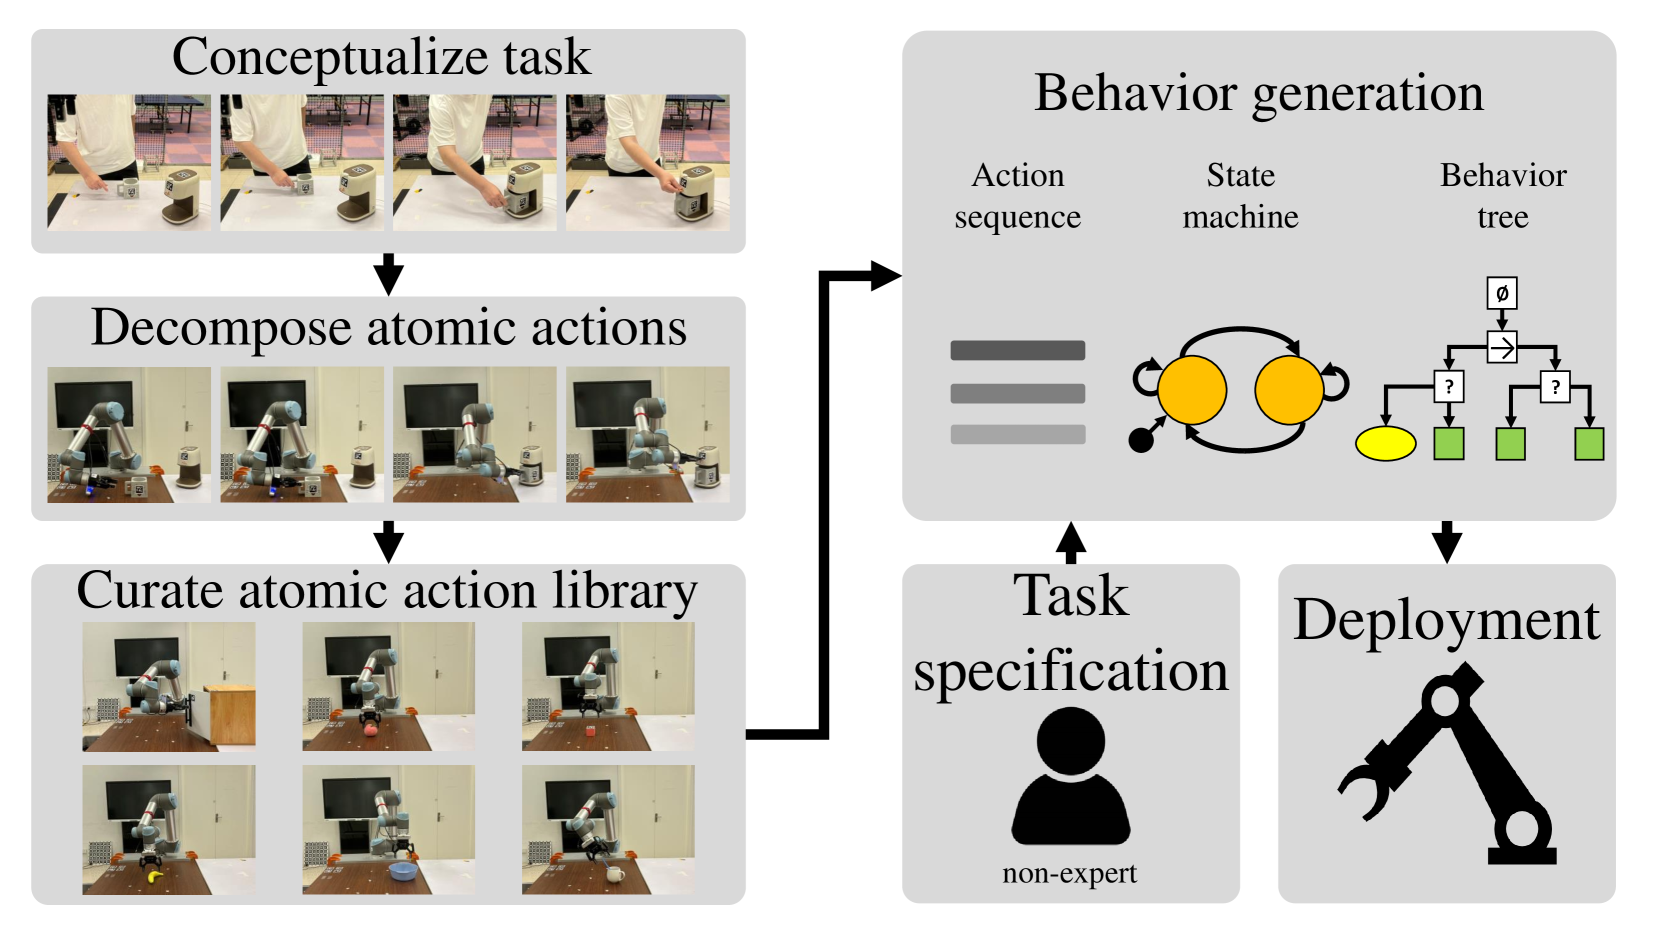 Conceptualize task
Decompose atomic actions
Curate atomic action library
Behavior generation
Action
sequence
State
machine
Behavior
tree
Ø
→
?
?
Task
specification
non-expert
Deployment